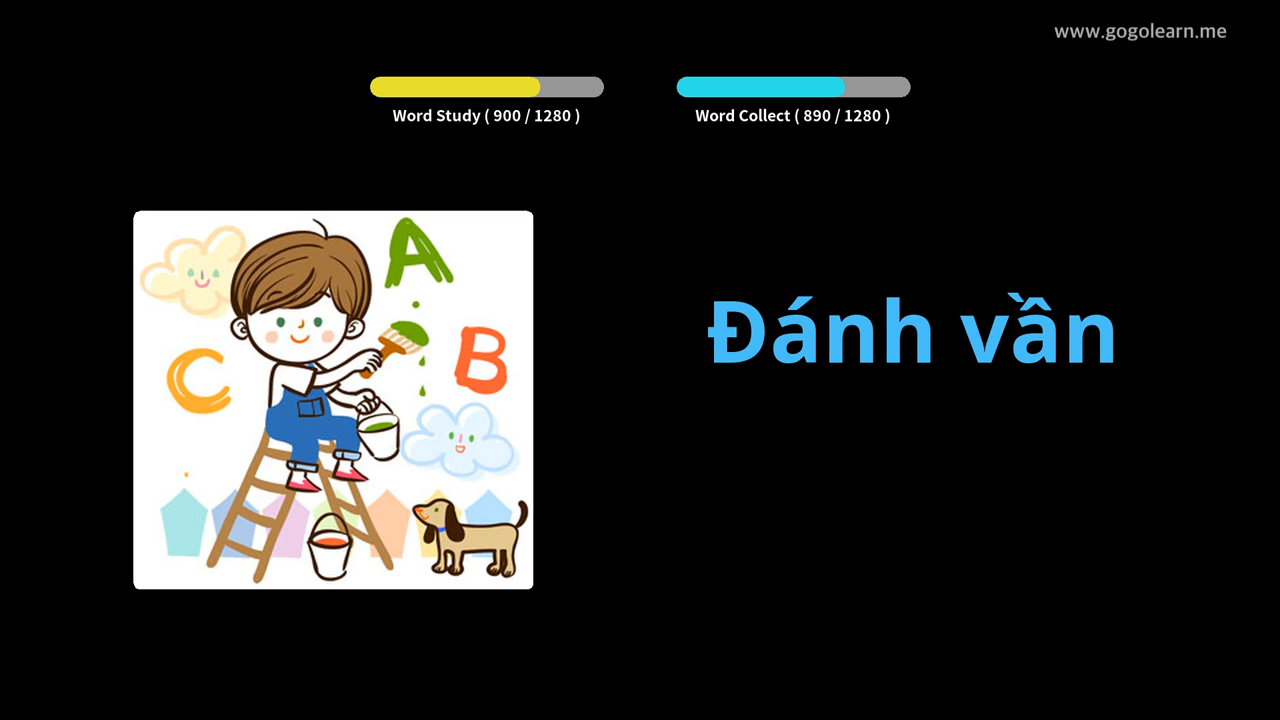 www.gogolearn.me
Word Study ( 900 / 1280 )
Word Collect ( 890 / 1280 )
A
B
C
Đánh vần